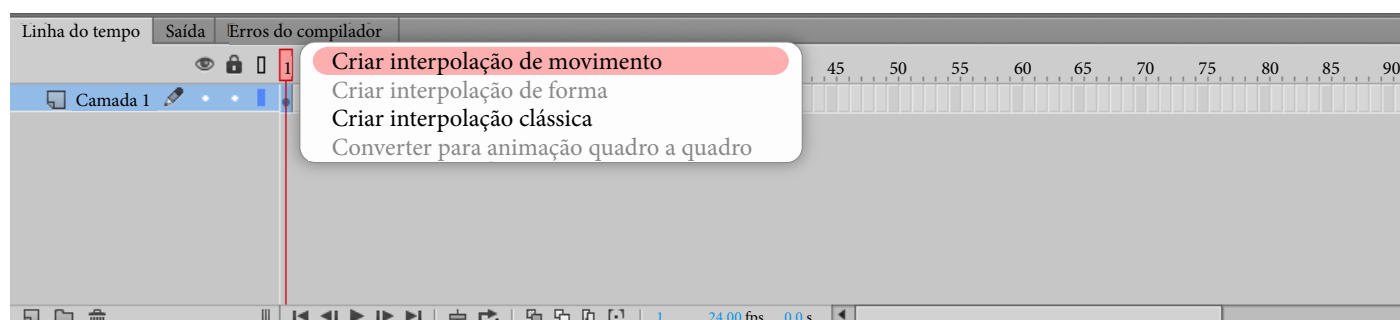 Linha do tempo Saída Erros do compilador
1 45 50 55 60 65 70 75 80 85 90
Criar interpolação de movimento
Criar interpolação de forma
Camada 1
Criar interpolação clássica
Converter para animação quadro a quadro
1 24.00 fps 0.0 s